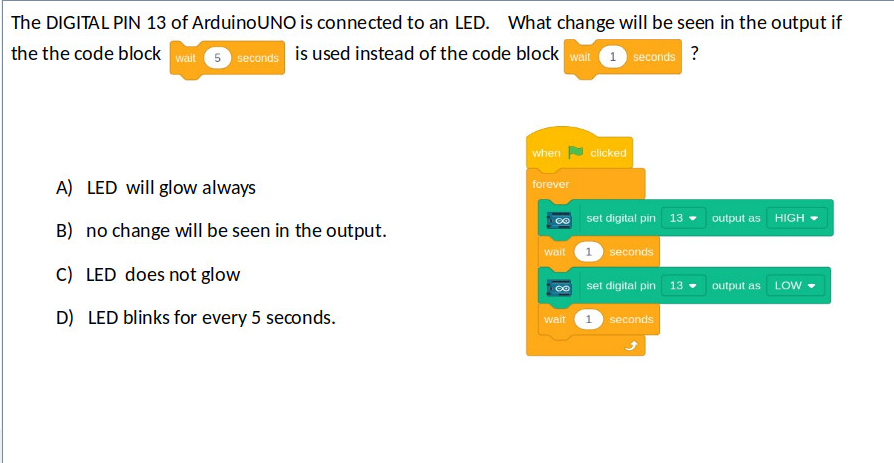 The DIGITAL PIN 13 of ArduinoUNO is connected to an LED. What change will be seen in the output if
the the code block wait 5 seconds is used instead of the code block wait 1 seconds ?
when clicked
forever
set digital pin 13 output as HIGH
wait 1 seconds
set digital pin 13 output as LOW
wait 1 seconds
A) LED will glow always
B) no change will be seen in the output.
C) LED does not glow
D) LED blinks for every 5 seconds.